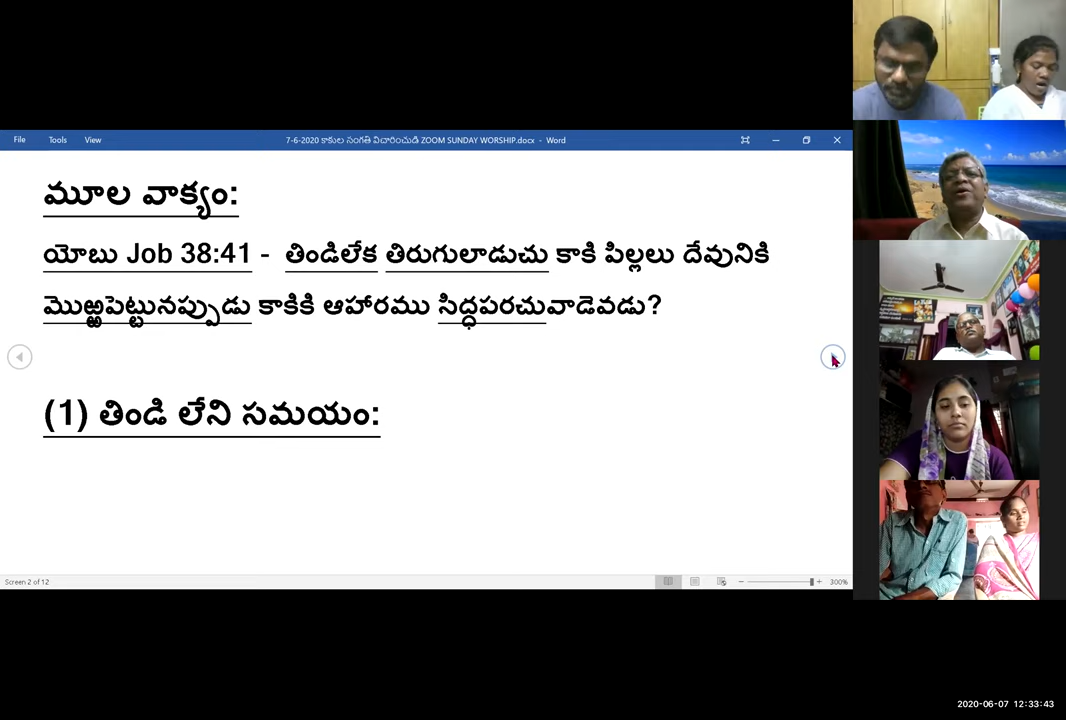 File Tools View 7-6-2020 కాకుల సంగతి విచారించుడి ZOOM SUNDAY WORSHIP.docx - Word
మూల వాక్యం:
యోబు Job 38:41 - తిండిలేక తిరుగులాడుచు కాకి పిల్లలు దేవునికి
మొఱ్ఱపెట్టునప్పుడు కాకికి ఆహారము సిద్ధపరచువాడెవడు?
(1) తిండి లేని సమయం:
Screen 2 of 12 300%
2020-06-07 12:33:43